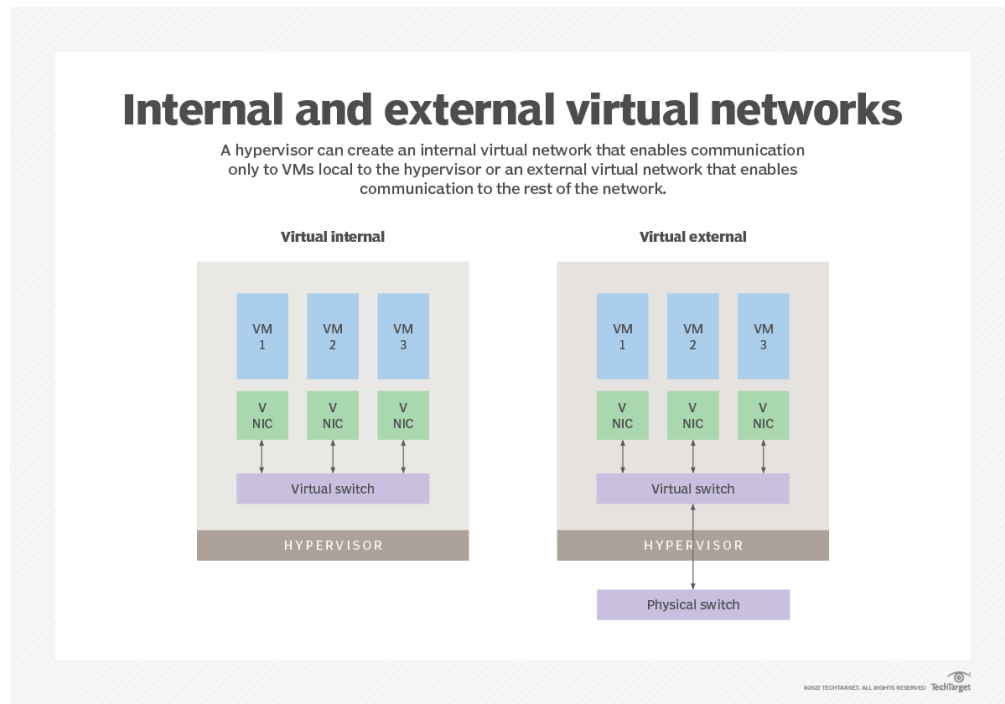 Internal and external virtual networks
A hypervisor can create an internal virtual network that enables communication
only to VMs local to the hypervisor or an external virtual network that enables
communication to the rest of the network.
Virtual internal
VM
1
VM
2
VM
3
V
NIC
V
NIC
V
NIC
Virtual switch
HYPERVISOR
Virtual external
VM
1
VM
2
VM
3
V
NIC
V
NIC
V
NIC
Virtual switch
HYPERVISOR
Physical switch
©2022 TECHTARGET. ALL RIGHTS RESERVED TechTarget